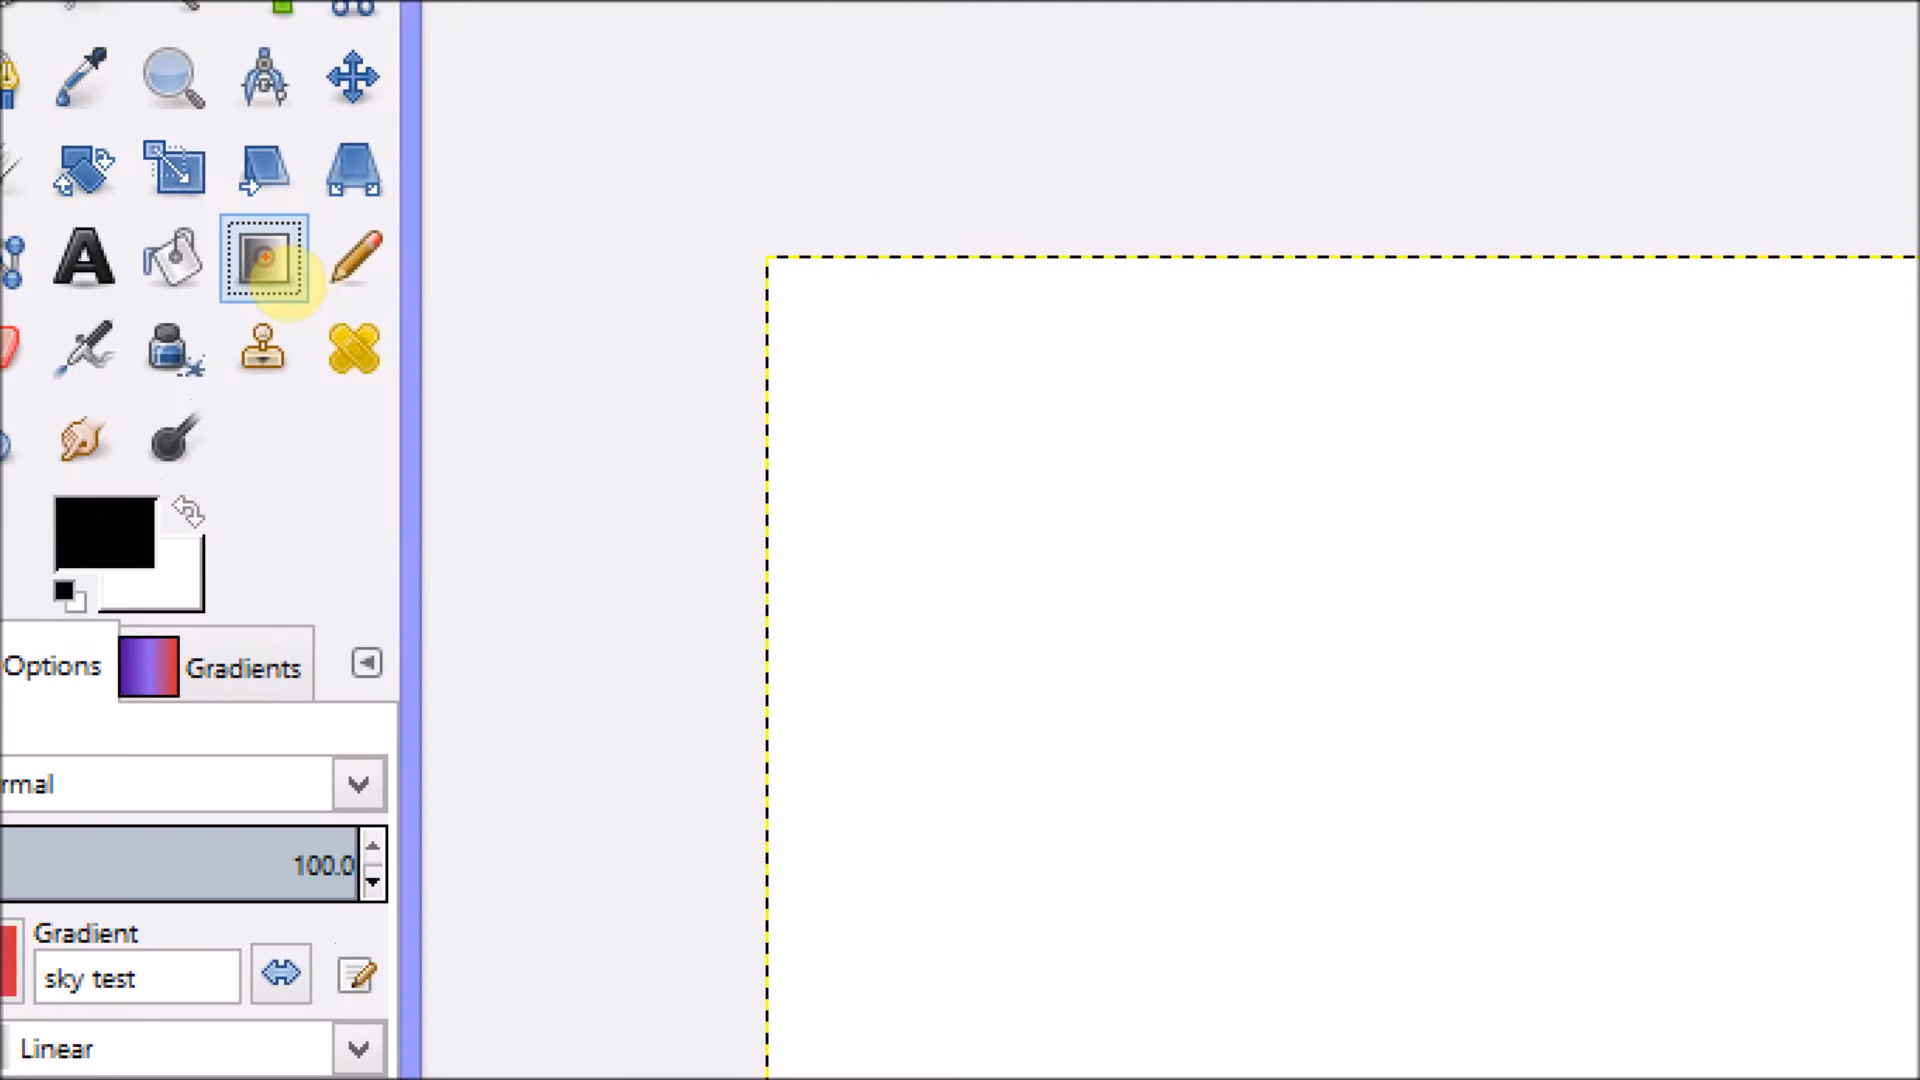 Options
Gradients
rmal
100.0
Gradient
sky test
Linear